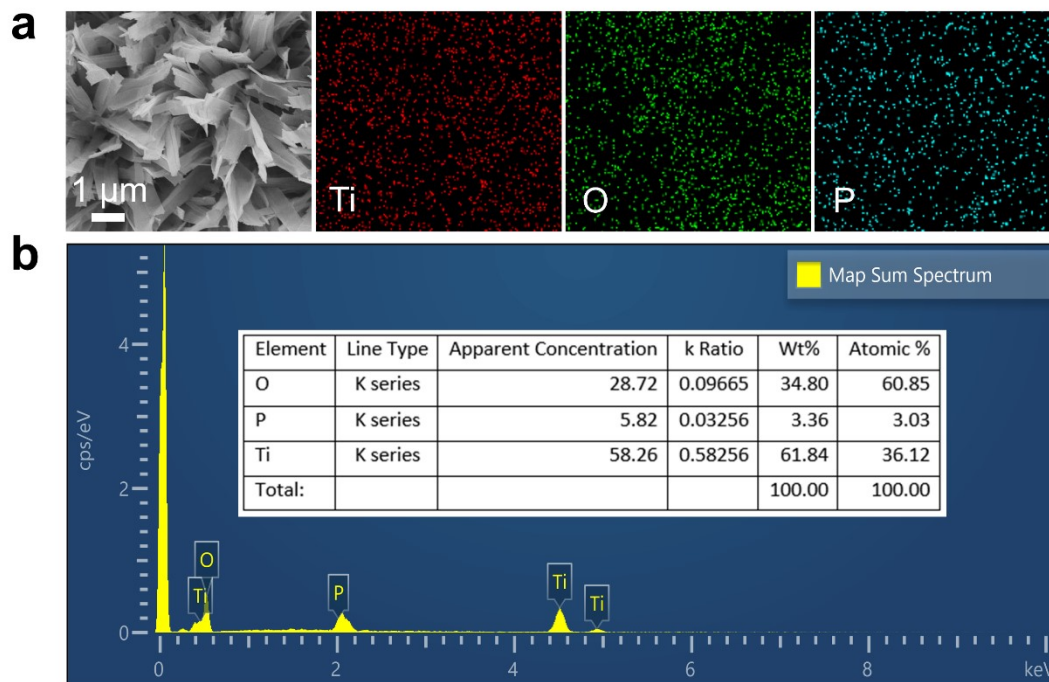 a
1 μm
Ti
O
P
b
Map Sum Spectrum
4
2
0
cps/eV
Element Line Type Apparent Concentration k Ratio Wt% Atomic %
O K series 28.72 0.09665 34.80 60.85
P K series 5.82 0.03256 3.36 3.03
Ti K series 58.26 0.58256 61.84 36.12
Total: 100.00 100.00
Ti
O
P
Ti
Ti
0 2 4 6 8 keV